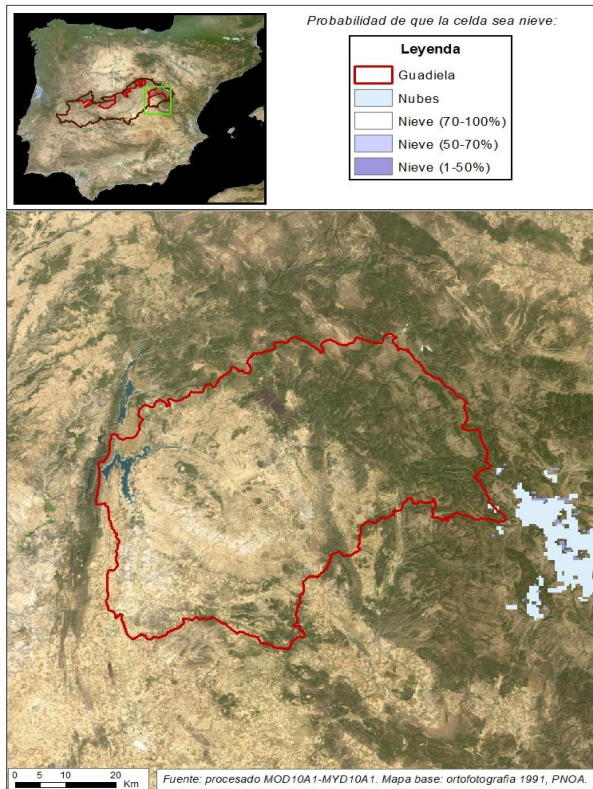 Probabilidad de que la celda sea nieve:
Leyenda
Guadiela
Nubes
Nieve (70-100%)
Nieve (50-70%)
Nieve (1-50%)
0 5 10 20
Km
Fuente: procesado MOD10A1-MYD10A1. Mapa base: ortofotografia 1991, PNOA.